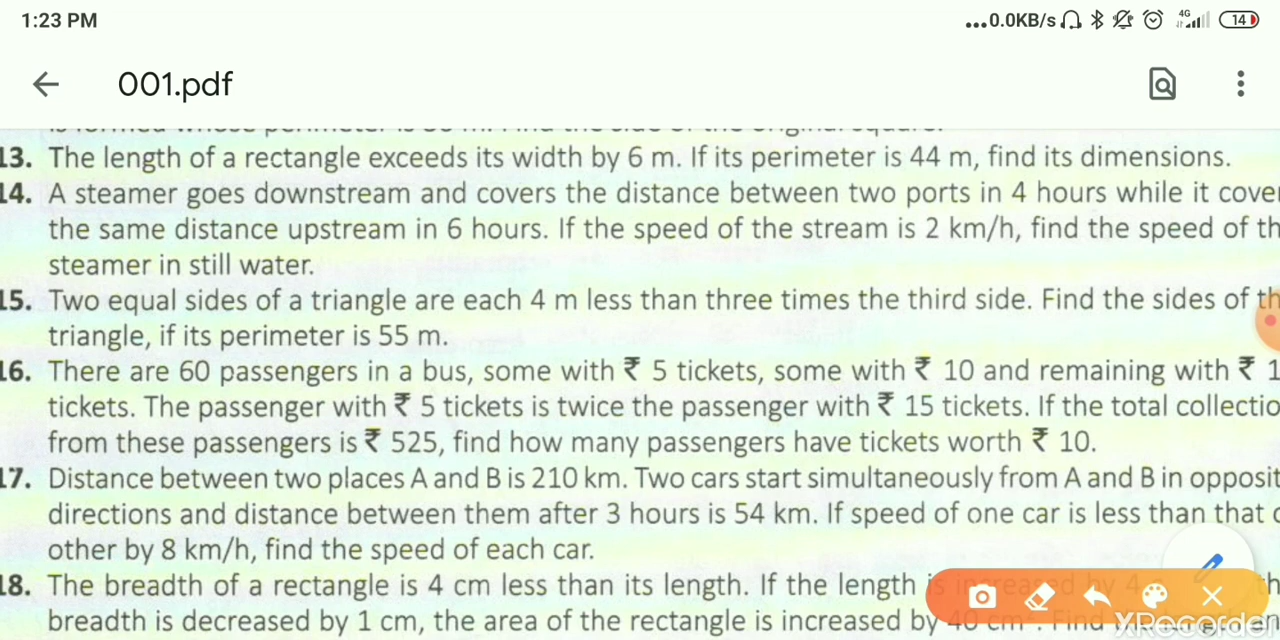 1:23 PM
...0.0KB/s 4G 14
001.pdf
13. The length of a rectangle exceeds its width by 6 m. If its perimeter is 44 m, find its dimensions.
14. A steamer goes downstream and covers the distance between two ports in 4 hours while it cover
the same distance upstream in 6 hours. If the speed of the stream is 2 km/h, find the speed of th
steamer in still water.
15. Two equal sides of a triangle are each 4 m less than three times the third side. Find the sides of th
triangle, if its perimeter is 55 m.
16. There are 60 passengers in a bus, some with ₹ 5 tickets, some with ₹ 10 and remaining with ₹ 1
tickets. The passenger with ₹ 5 tickets is twice the passenger with ₹ 15 tickets. If the total collectio
from these passengers is ₹ 525, find how many passengers have tickets worth ₹ 10.
17. Distance between two places A and B is 210 km. Two cars start simultaneously from A and B in opposit
directions and distance between them after 3 hours is 54 km. If speed of one car is less than that
other by 8 km/h, find the speed of each car.
18. The breadth of a rectangle is 4 cm less than its length. If the length is increased by 4 th
breadth is decreased by 1 cm, the area of the rectangle is increased by 40 cm². Find
XRecorder